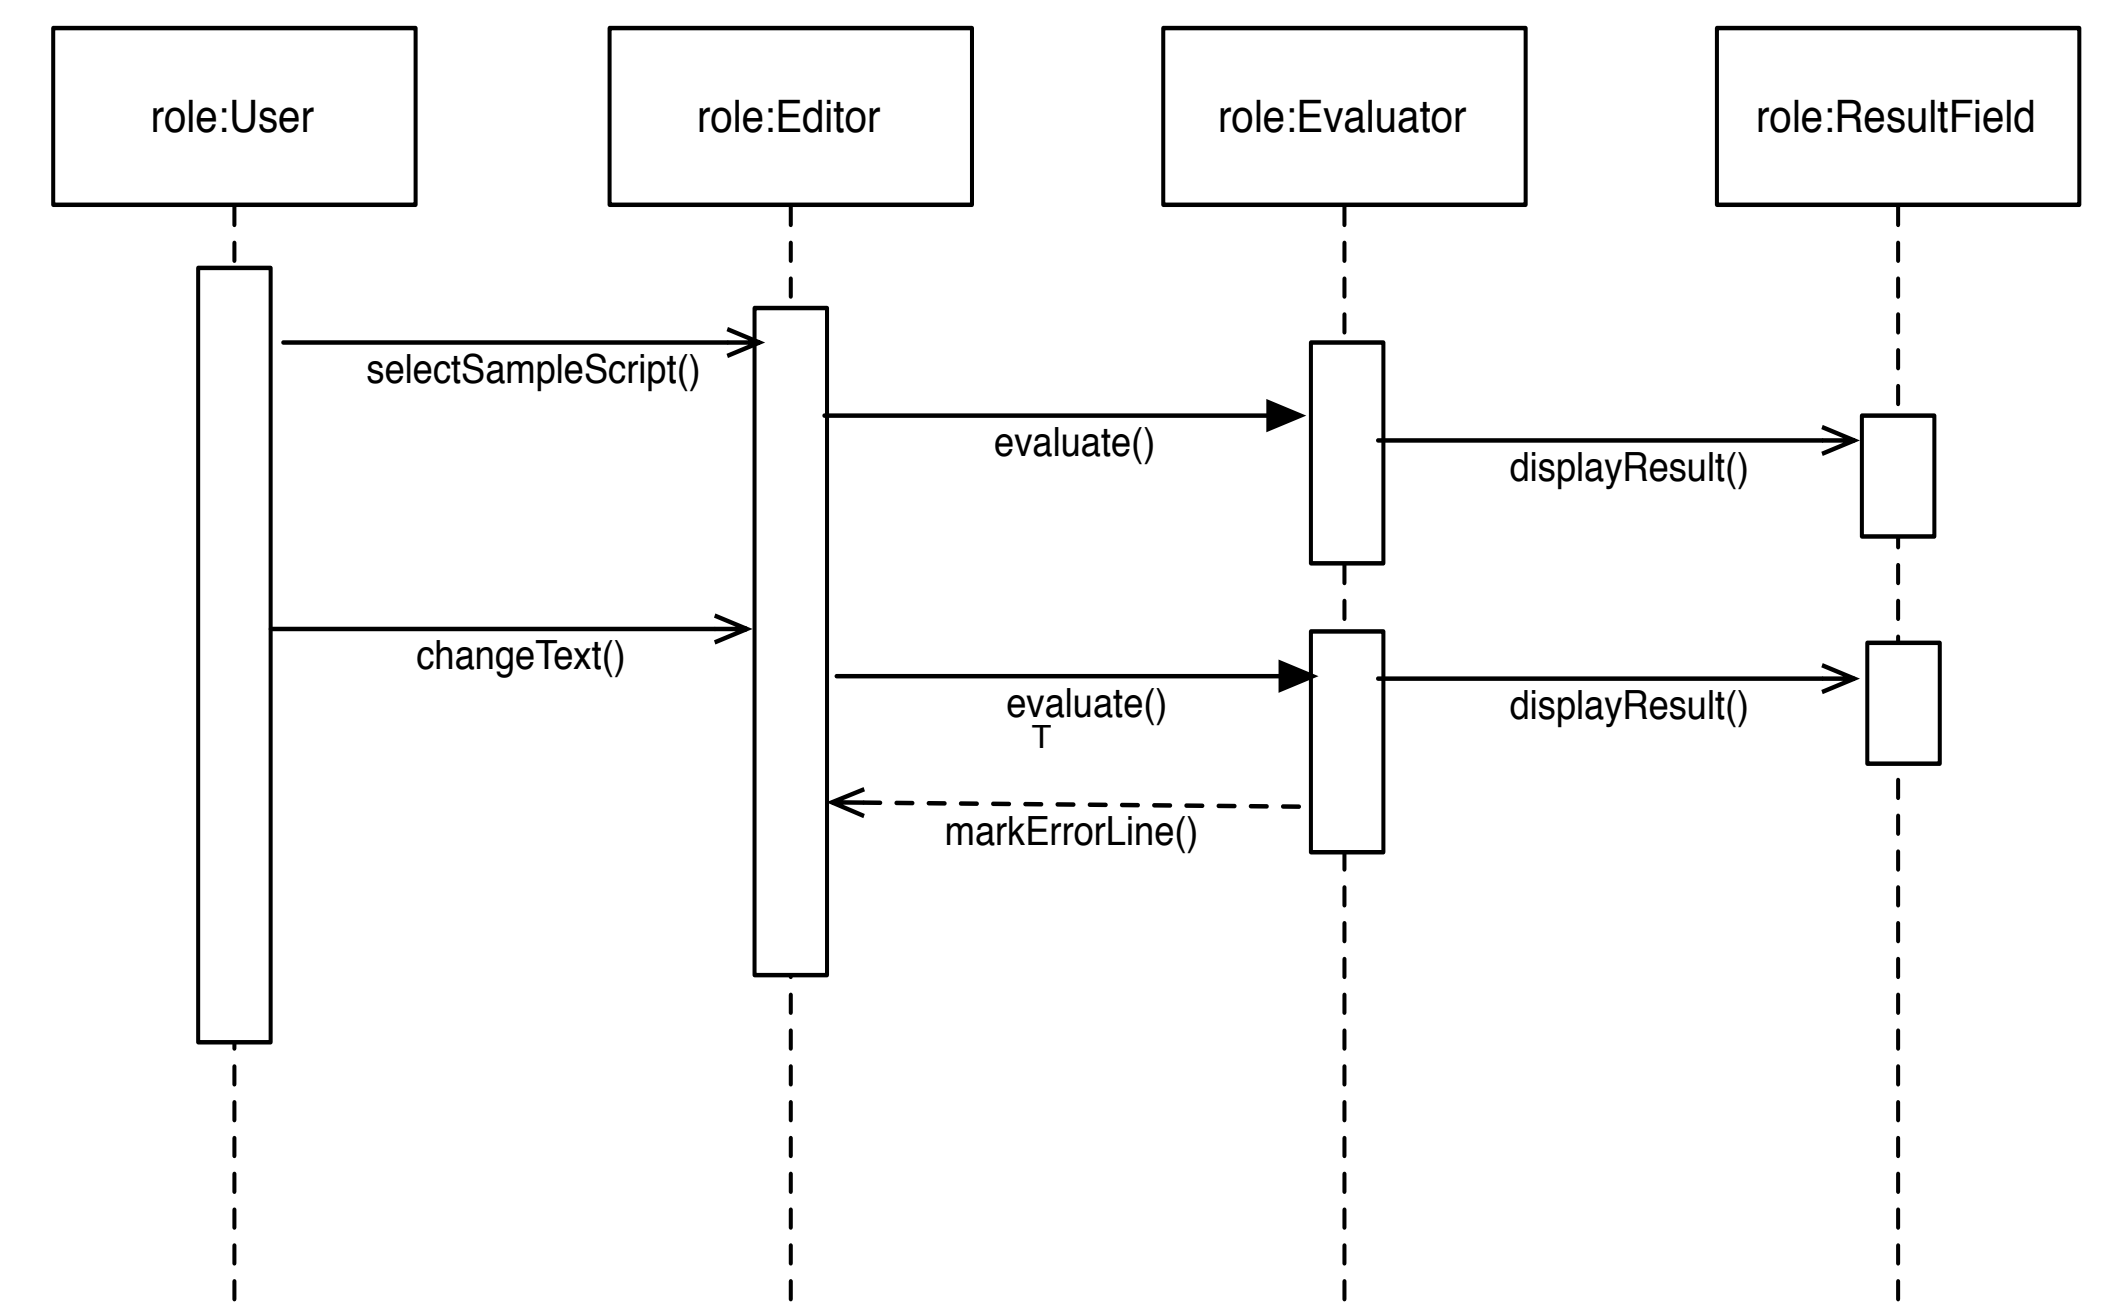 role:User
role:Editor
role:Evaluator
role:ResultField
selectSampleScript()
evaluate()
displayResult()
changeText()
evaluate()
T
displayResult()
markErrorLine()